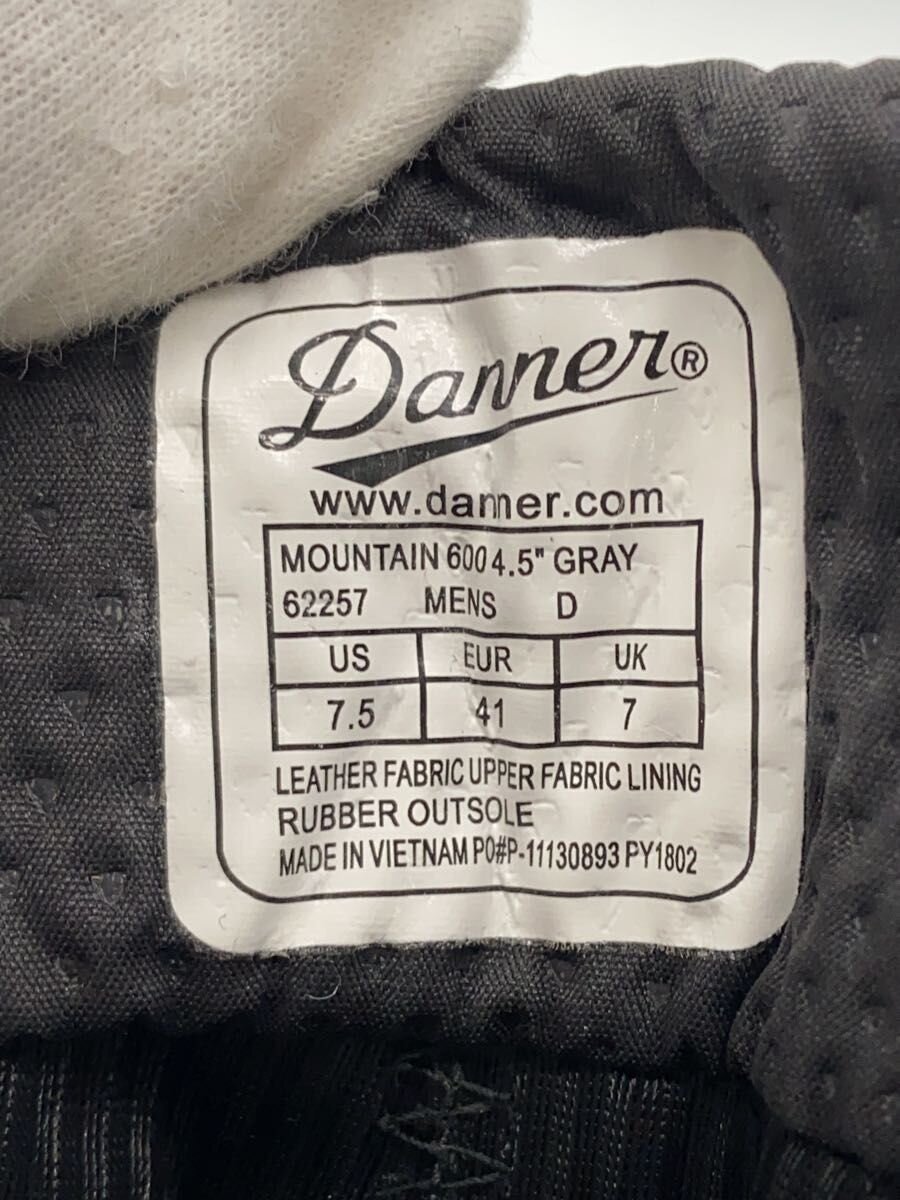 Danner®
www.danner.com
MOUNTAIN 600 4.5" GRAY
62257 MENS D
US EUR UK
7.5 41 7
LEATHER FABRIC UPPER FABRIC LINING
RUBBER OUTSOLE
MADE IN VIETNAM PO#P-11130893 PY1802